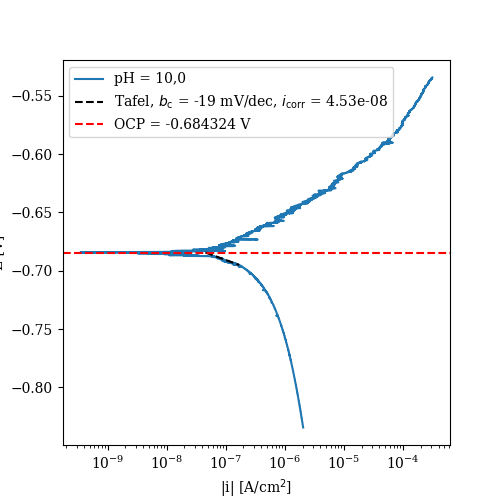 pH = 10,0
Tafel, b_c = -19 mV/dec, i_corr = 4.53e-08
OCP = -0.684324 V
−0.55
−0.60
−0.65
−0.70
−0.75
−0.80
10⁻⁹ 10⁻⁸ 10⁻⁷ 10⁻⁶ 10⁻⁵ 10⁻⁴
|i| [A/cm²]